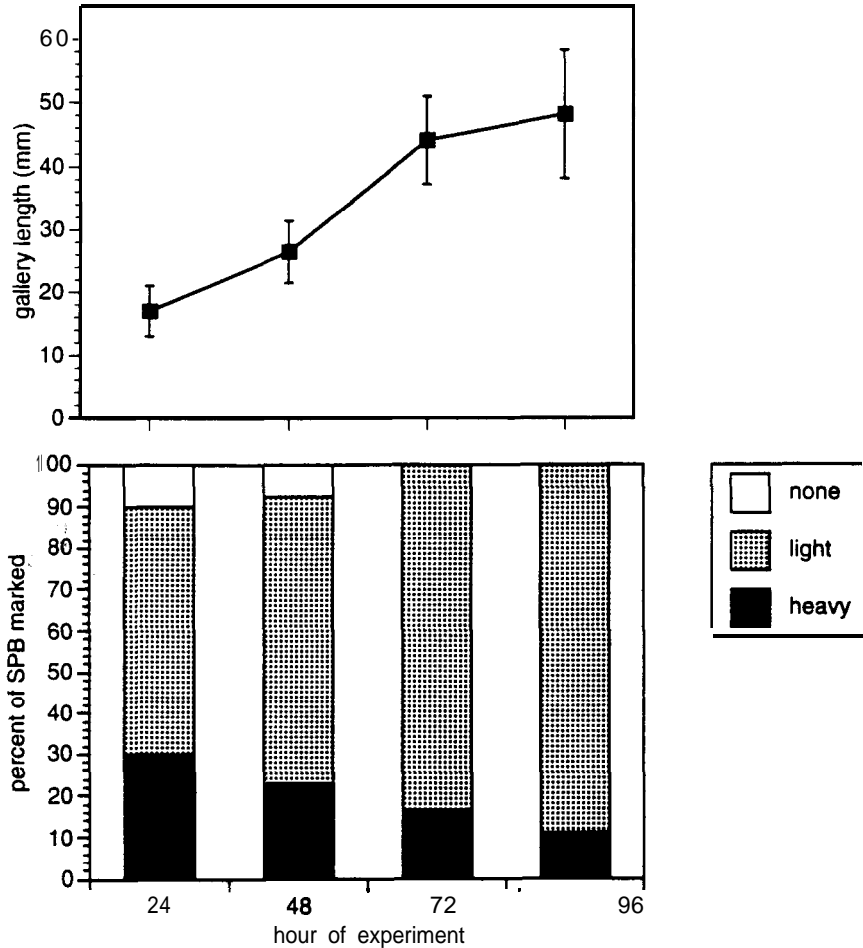 gallery length (mm)
60
50
40
30
20
10
0
percent of SPB marked
100
90
80
70
60
50
40
30
20
10
0
24 48 72 96
hour of experiment
none
light
heavy